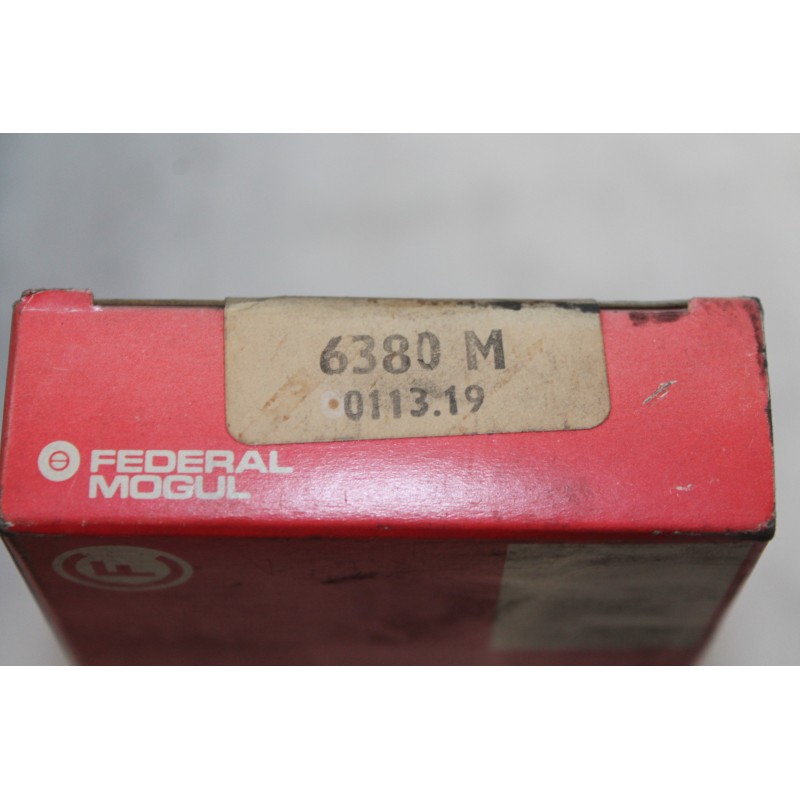 6380 M
0113.19
FEDERAL
MOGUL
F